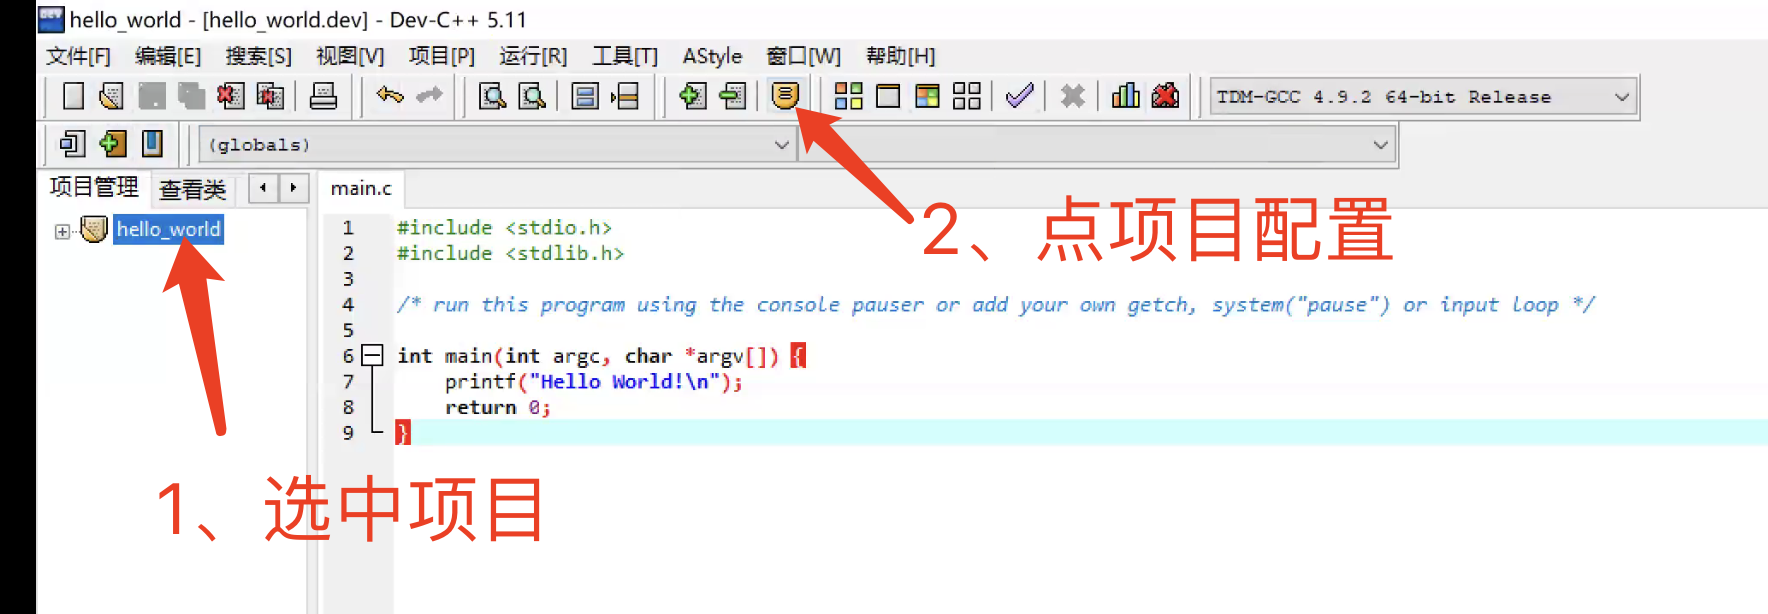 hello_world - [hello_world.dev] - Dev-C++ 5.11
文件[F] 编辑[E] 搜索[S] 视图[V] 项目[P] 运行[R] 工具[T] AStyle 窗口[W] 帮助[H]
TDM-GCC 4.9.2 64-bit Release
(globals)
项目管理 查看类 main.c
hello_world
1 #include <stdio.h>
2 #include <stdlib.h>
3
4 /* run this program using the console pauser or add your own getch, system("pause") or input loop */
5
6 int main(int argc, char *argv[]) {
7 printf("Hello World!\n");
8 return 0;
9 }
2、点项目配置
1、选中项目